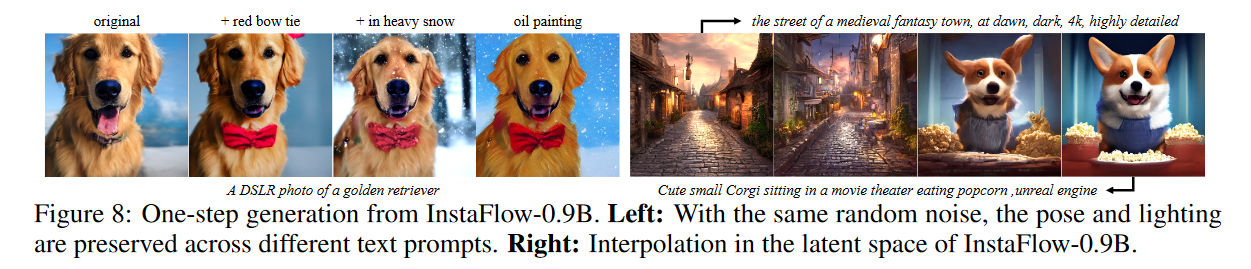 original
+ red bow tie
+ in heavy snow
oil painting
the street of a medieval fantasy town, at dawn, dark, 4k, highly detailed
A DSLR photo of a golden retriever
Cute small Corgi sitting in a movie theater eating popcorn ,unreal engine
Figure 8: One-step generation from InstaFlow-0.9B. Left: With the same random noise, the pose and lighting
are preserved across different text prompts. Right: Interpolation in the latent space of InstaFlow-0.9B.